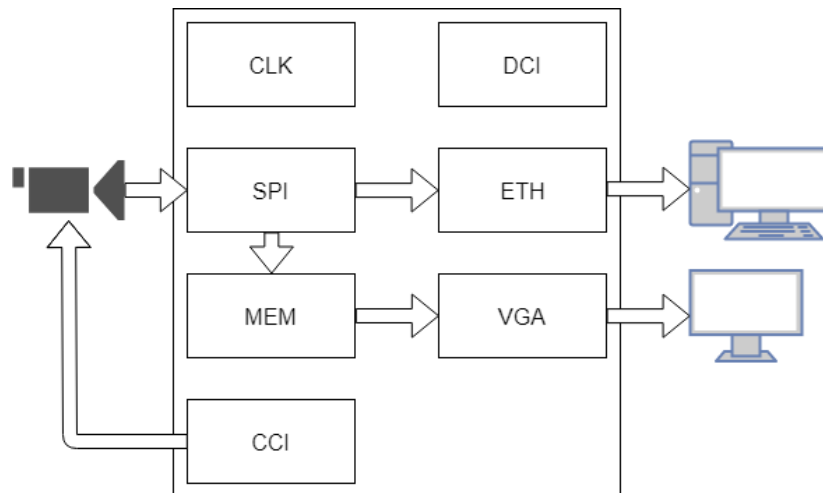 CLK
DCI
SPI
ETH
MEM
VGA
CCI